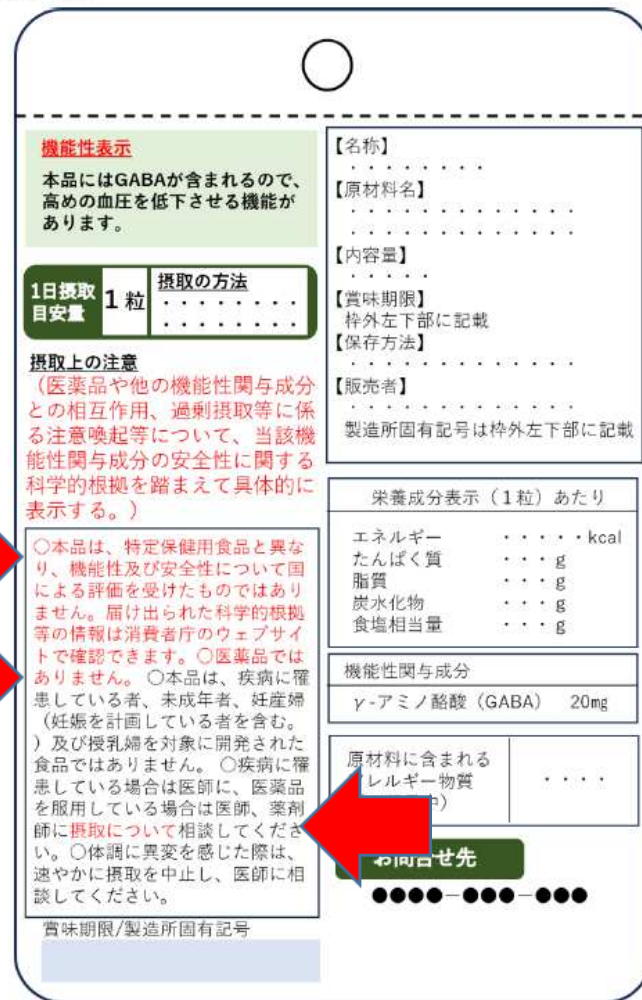 機能性表示
本品にはGABAが含まれるので、
高めの血圧を低下させる機能が
あります。
1日摂取
目安量
1 粒
摂取の方法
・・・・・・・・
・・・・・・・・
摂取上の注意
(医薬品や他の機能性関与成分
との相互作用、過剰摂取等に係
る注意喚起等について、当該機
能性関与成分の安全性に関する
科学的根拠を踏まえて具体的に
表示する。)
○本品は、特定保健用食品と異な
り、機能性及び安全性について国
による評価を受けたものではあり
ません。届け出られた科学的根拠
等の情報は消費者庁のウェブサイ
トで確認できます。○医薬品では
ありません。 ○本品は、疾病に罹
患している者、未成年者、妊産婦
(妊娠を計画している者を含む。
)及び授乳婦を対象に開発された
食品ではありません。 ○疾病に罹
患している場合は医師に、医薬品
を服用している場合は医師、薬剤
師に摂取について相談してくださ
い。○体調に異変を感じた際は、
速やかに摂取を中止し、医師に相
談してください。
賞味期限/製造所固有記号
【名称】
・・・・・・・・
【原材料名】
・・・・・・・・・・・・・
・・・・・・・・・・・・・
【内容量】
・・・・・
【賞味期限】
枠外左下部に記載
【保存方法】
・・・・・・・・・・・・・
【販売者】
・・・・・・・・・・・・・
製造所固有記号は枠外左下部に記載
栄養成分表示(1粒)あたり
エネルギー ・・・・・kcal
たんぱく質 ・・・g
脂質 ・・・g
炭水化物 ・・・g
食塩相当量 ・・・g
機能性関与成分
γ-アミノ酪酸(GABA) 20mg
原材料に含まれる
レルギー物質 ・・・・
)
お問合せ先
●●●●−●●●−●●●